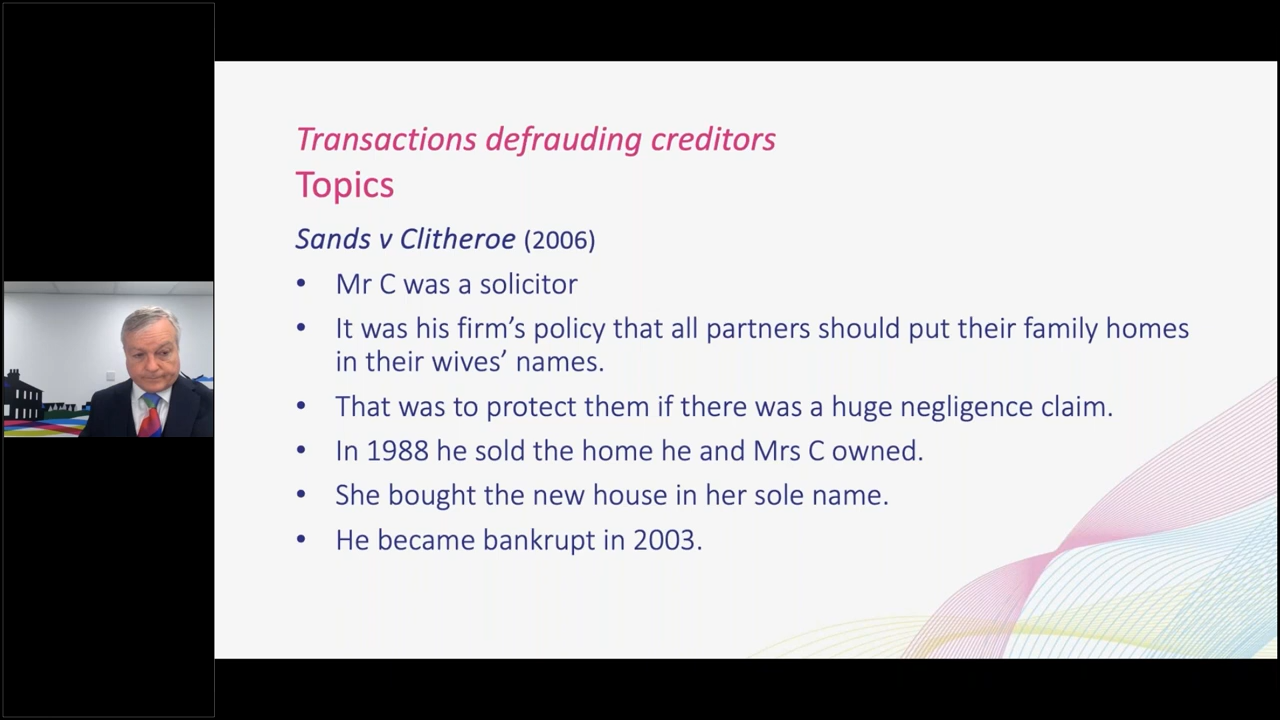 Transactions defrauding creditors
Topics
Sands v Clitheroe (2006)
• Mr C was a solicitor
• It was his firm’s policy that all partners should put their family homes
in their wives’ names.
• That was to protect them if there was a huge negligence claim.
• In 1988 he sold the home he and Mrs C owned.
• She bought the new house in her sole name.
• He became bankrupt in 2003.